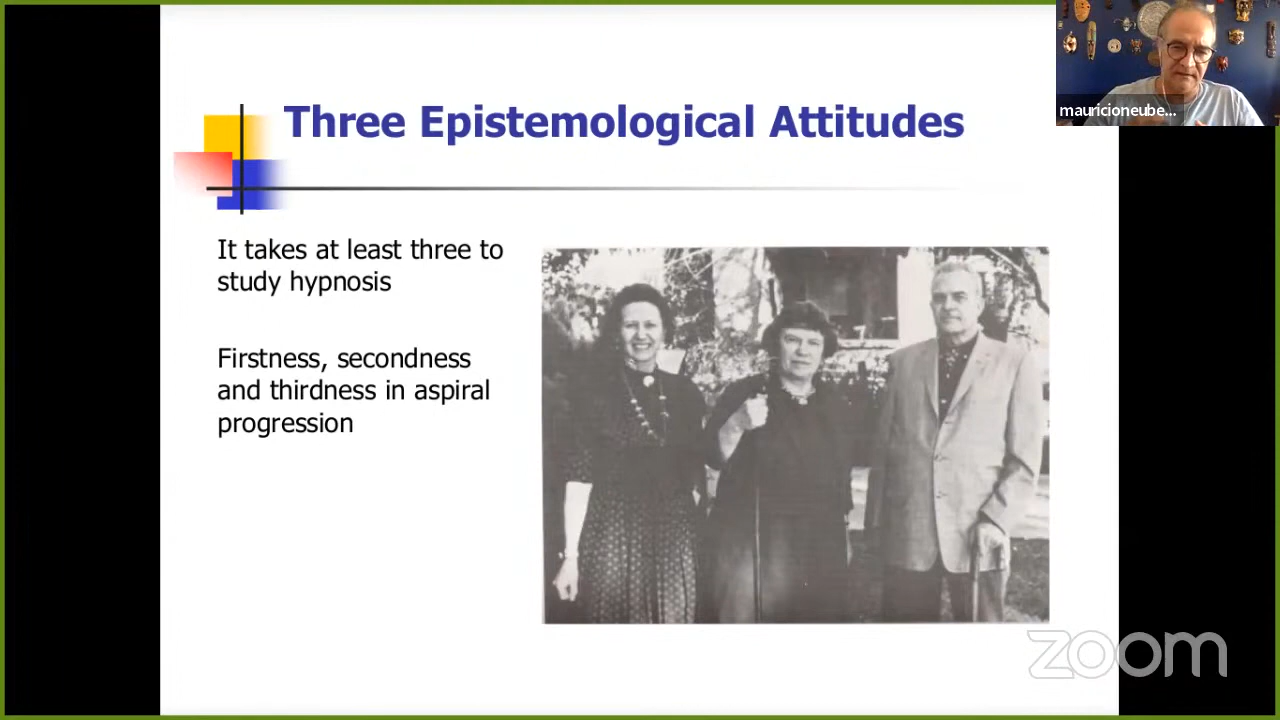 Three Epistemological Attitudes
mauricioneube...
It takes at least three to
study hypnosis
Firstness, secondness
and thirdness in aspiral
progression
zoom